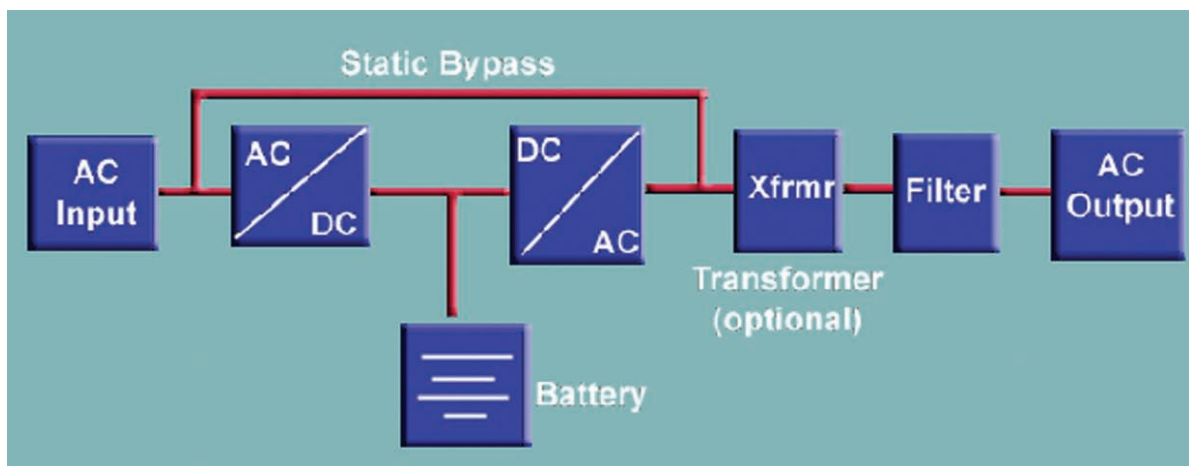 Static Bypass
AC
Input
AC
DC
DC
AC
Xfrmr
Filter
AC
Output
Transformer
(optional)
Battery